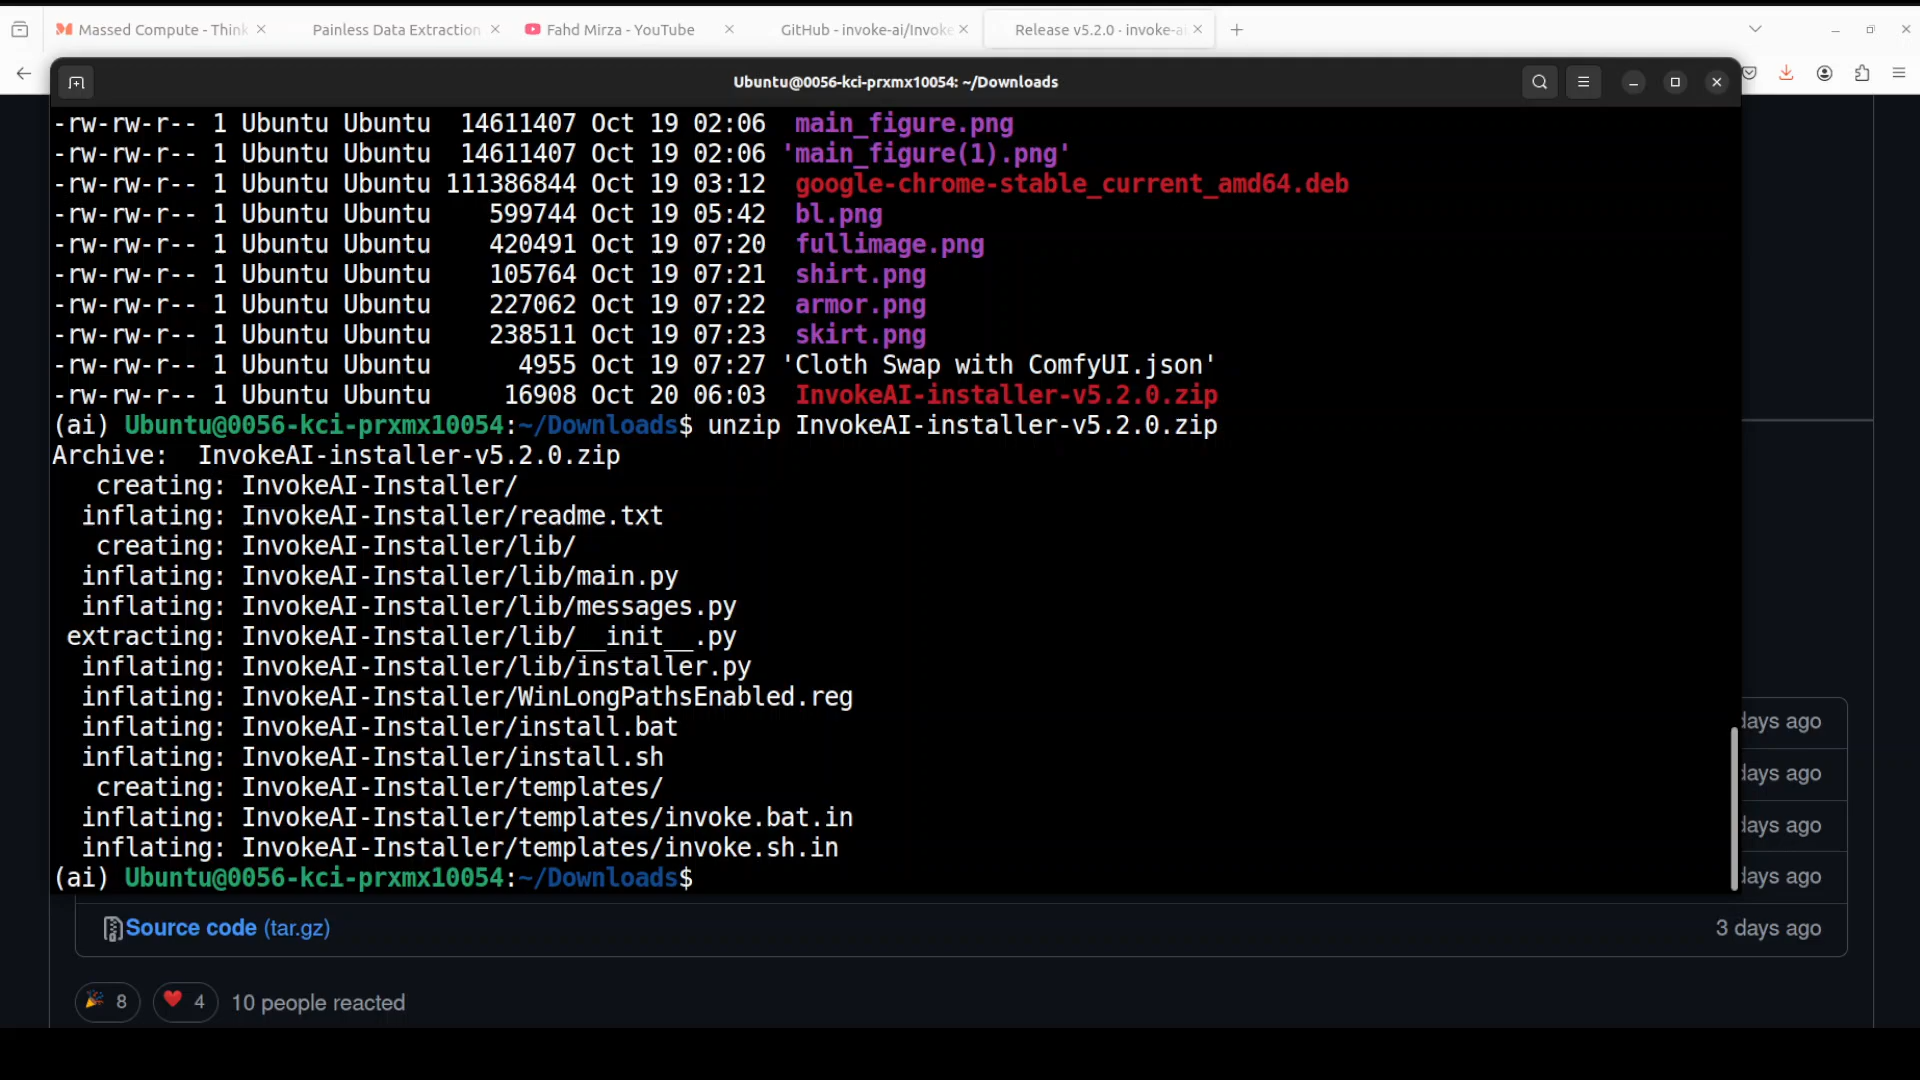 Massed Compute - Think
Painless Data Extraction
Fahd Mirza - YouTube
GitHub - invoke-ai/Invoke
Release v5.2.0 · invoke-ai
Ubuntu@0056-kci-prxmx10054: ~/Downloads
-rw-rw-r-- 1 Ubuntu Ubuntu 14611407 Oct 19 02:06 main_figure.png
-rw-rw-r-- 1 Ubuntu Ubuntu 14611407 Oct 19 02:06 'main_figure(1).png'
-rw-rw-r-- 1 Ubuntu Ubuntu 111386844 Oct 19 03:12 google-chrome-stable_current_amd64.deb
-rw-rw-r-- 1 Ubuntu Ubuntu 599744 Oct 19 05:42 bl.png
-rw-rw-r-- 1 Ubuntu Ubuntu 420491 Oct 19 07:20 fullimage.png
-rw-rw-r-- 1 Ubuntu Ubuntu 105764 Oct 19 07:21 shirt.png
-rw-rw-r-- 1 Ubuntu Ubuntu 227062 Oct 19 07:22 armor.png
-rw-rw-r-- 1 Ubuntu Ubuntu 238511 Oct 19 07:23 skirt.png
-rw-rw-r-- 1 Ubuntu Ubuntu 4955 Oct 19 07:27 'Cloth Swap with ComfyUI.json'
-rw-rw-r-- 1 Ubuntu Ubuntu 16908 Oct 20 06:03 InvokeAI-installer-v5.2.0.zip
(ai) Ubuntu@0056-kci-prxmx10054:~/Downloads$ unzip InvokeAI-installer-v5.2.0.zip
Archive: InvokeAI-installer-v5.2.0.zip
creating: InvokeAI-Installer/
inflating: InvokeAI-Installer/readme.txt
creating: InvokeAI-Installer/lib/
inflating: InvokeAI-Installer/lib/main.py
inflating: InvokeAI-Installer/lib/messages.py
extracting: InvokeAI-Installer/lib/__init__.py
inflating: InvokeAI-Installer/lib/installer.py
inflating: InvokeAI-Installer/WinLongPathsEnabled.reg
inflating: InvokeAI-Installer/install.bat
days ago
inflating: InvokeAI-Installer/install.sh
days ago
creating: InvokeAI-Installer/templates/
inflating: InvokeAI-Installer/templates/invoke.bat.in
days ago
inflating: InvokeAI-Installer/templates/invoke.sh.in
(ai) Ubuntu@0056-kci-prxmx10054:~/Downloads$
days ago
Source code (tar.gz)
3 days ago
8
4
10 people reacted